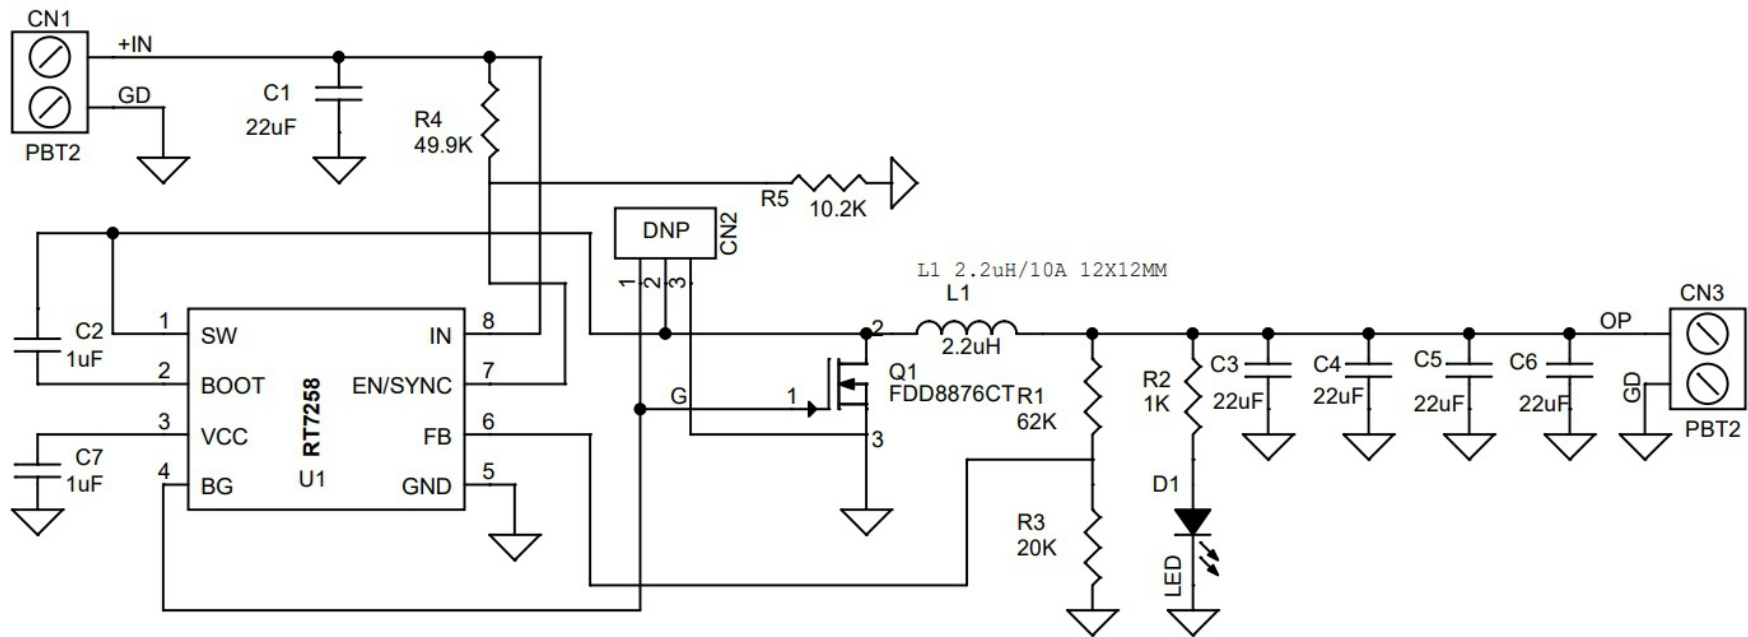 CN1
+IN
GD
PBT2
C1
22uF
R4
49.9K
R5
10.2K
DNP
CN2
1
2
3
L1 2.2uH/10A 12X12MM
L1
2.2uH
2
CN3
OP
GD
PBT2
C2
1uF
1
SW
IN
8
2
BOOT
EN/SYNC
7
3
VCC
FB
6
4
BG
GND
5
RT7258
U1
C7
1uF
G
1
Q1
FDD8876CT
3
R1
62K
R2
1K
C3
22uF
C4
22uF
C5
22uF
C6
22uF
R3
20K
D1
LED